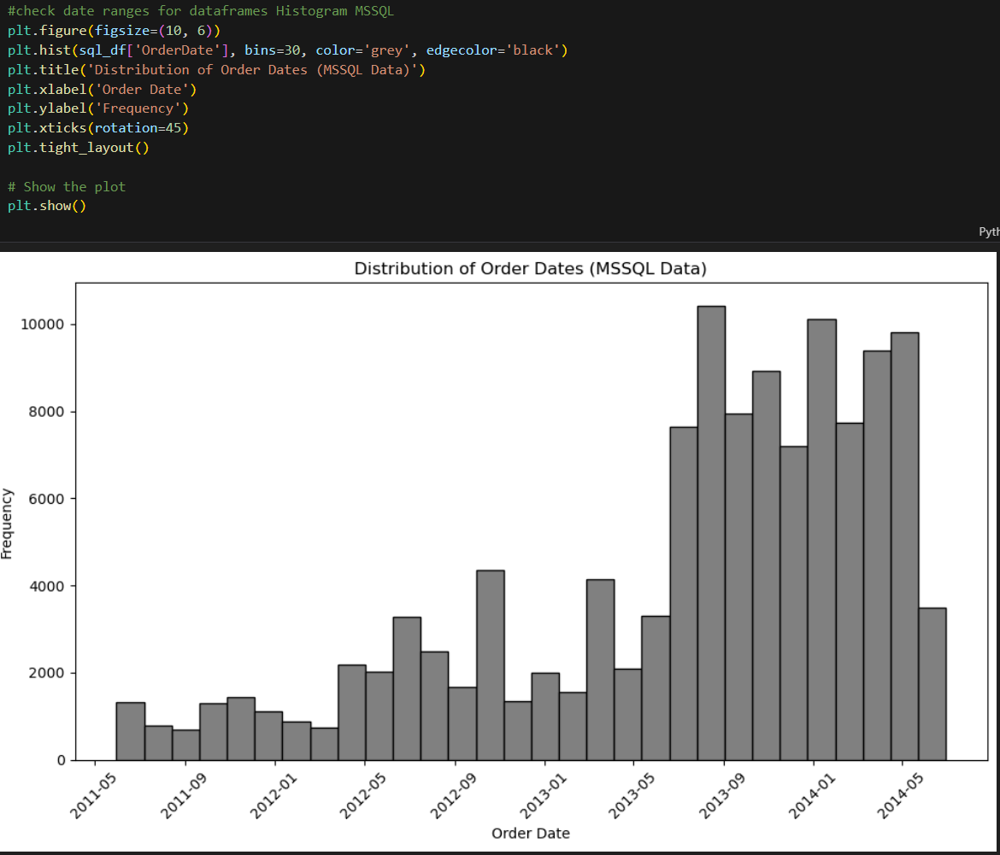 #check date ranges for dataframes Histogram MSSQL
plt.figure(figsize=(10, 6))
plt.hist(sql_df['OrderDate'], bins=30, color='grey', edgecolor='black')
plt.title('Distribution of Order Dates (MSSQL Data)')
plt.xlabel('Order Date')
plt.ylabel('Frequency')
plt.xticks(rotation=45)
plt.tight_layout()
# Show the plot
plt.show()
Pyth
Distribution of Order Dates (MSSQL Data)
10000
8000
6000
4000
2000
0
Frequency
2011-05
2011-09
2012-01
2012-05
2012-09
2013-01
2013-05
2013-09
2014-01
2014-05
Order Date